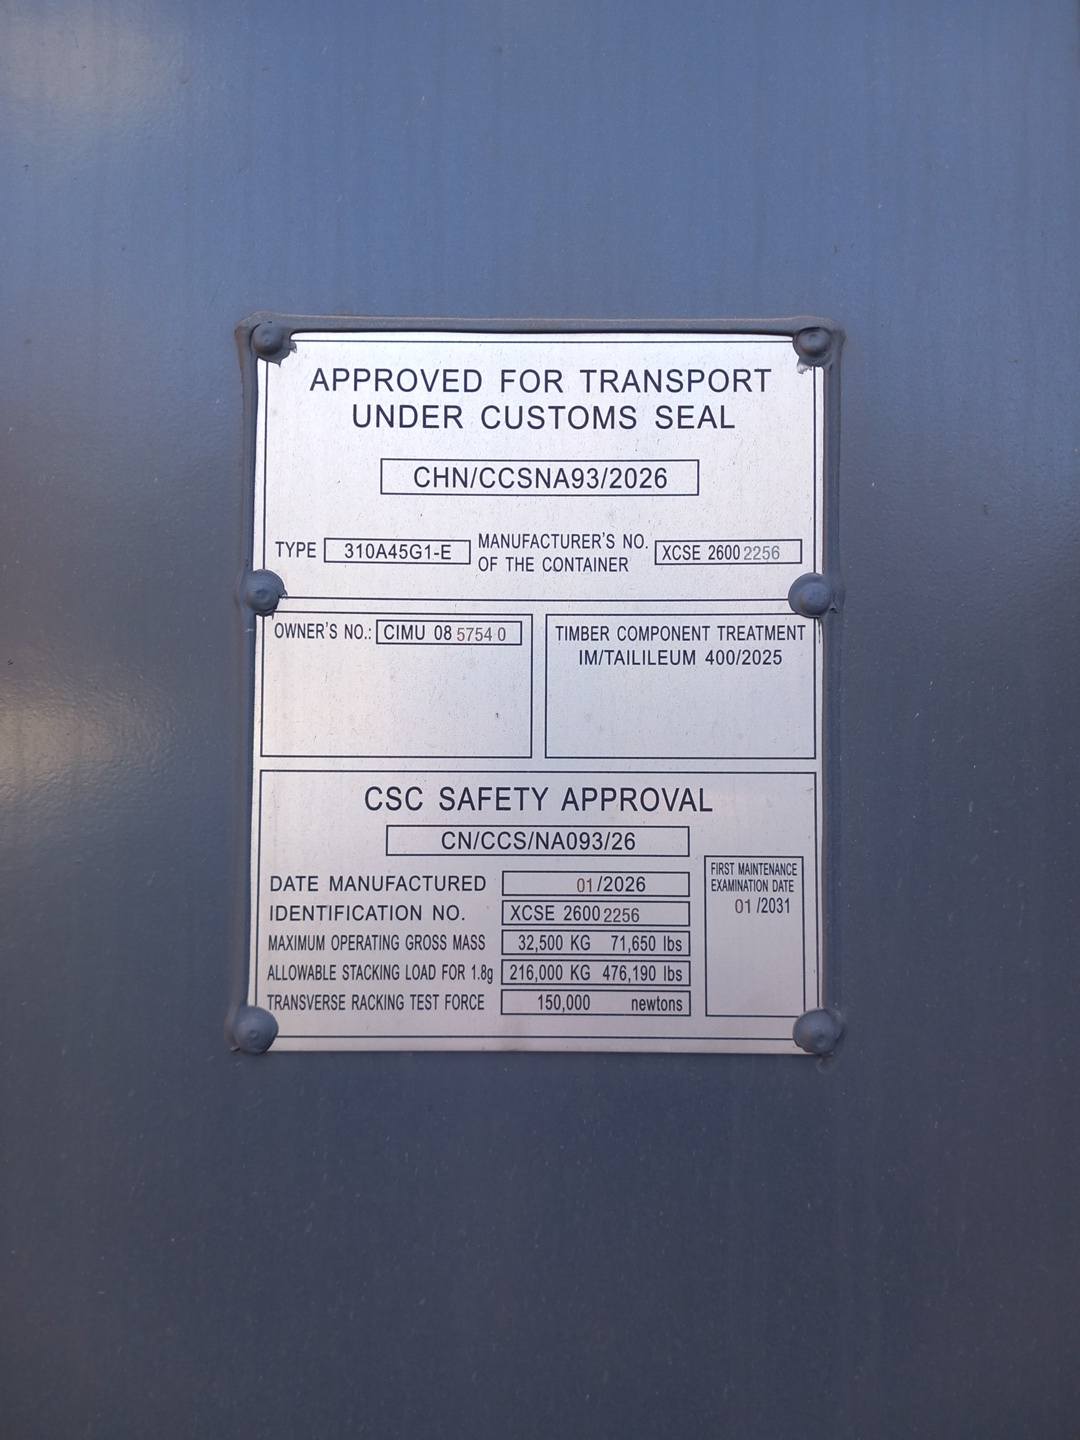 APPROVED FOR TRANSPORT
UNDER CUSTOMS SEAL
CHN/CCSNA93/2026
TYPE 310A45G1-E MANUFACTURER'S NO. OF THE CONTAINER XCSE 2600 2256
OWNER'S NO.: CIMU 08 5754 0
TIMBER COMPONENT TREATMENT
IM/TAILILEUM 400/2025
CSC SAFETY APPROVAL
CN/CCS/NA093/26
DATE MANUFACTURED 01/2026
IDENTIFICATION NO. XCSE 2600 2256
MAXIMUM OPERATING GROSS MASS 32,500 KG 71,650 lbs
ALLOWABLE STACKING LOAD FOR 1.8g 216,000 KG 476,190 lbs
TRANSVERSE RACKING TEST FORCE 150,000 newtons
FIRST MAINTENANCE
EXAMINATION DATE
01 /2031